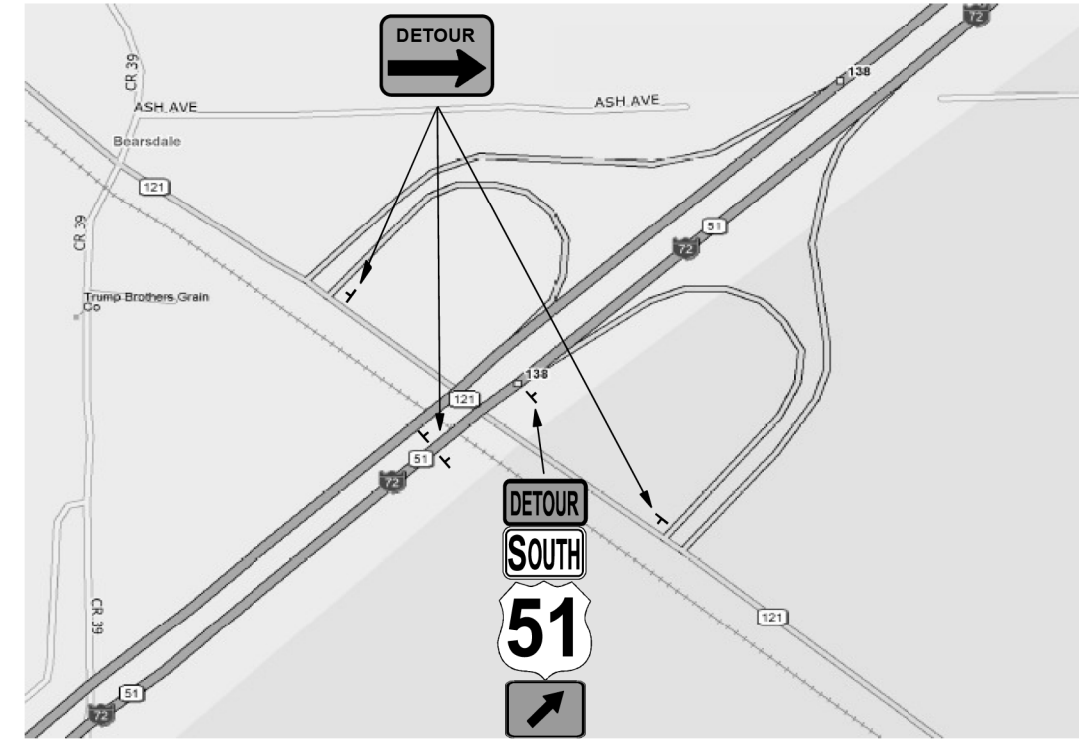 72
DETOUR
138
CR 39
ASH AVE
ASH AVE
Bearsdale
121
51
72
CR 39
Trump Brothers Grain
Co
138
121
51
72
DETOUR
SOUTH
51
CR 39
121
51
72